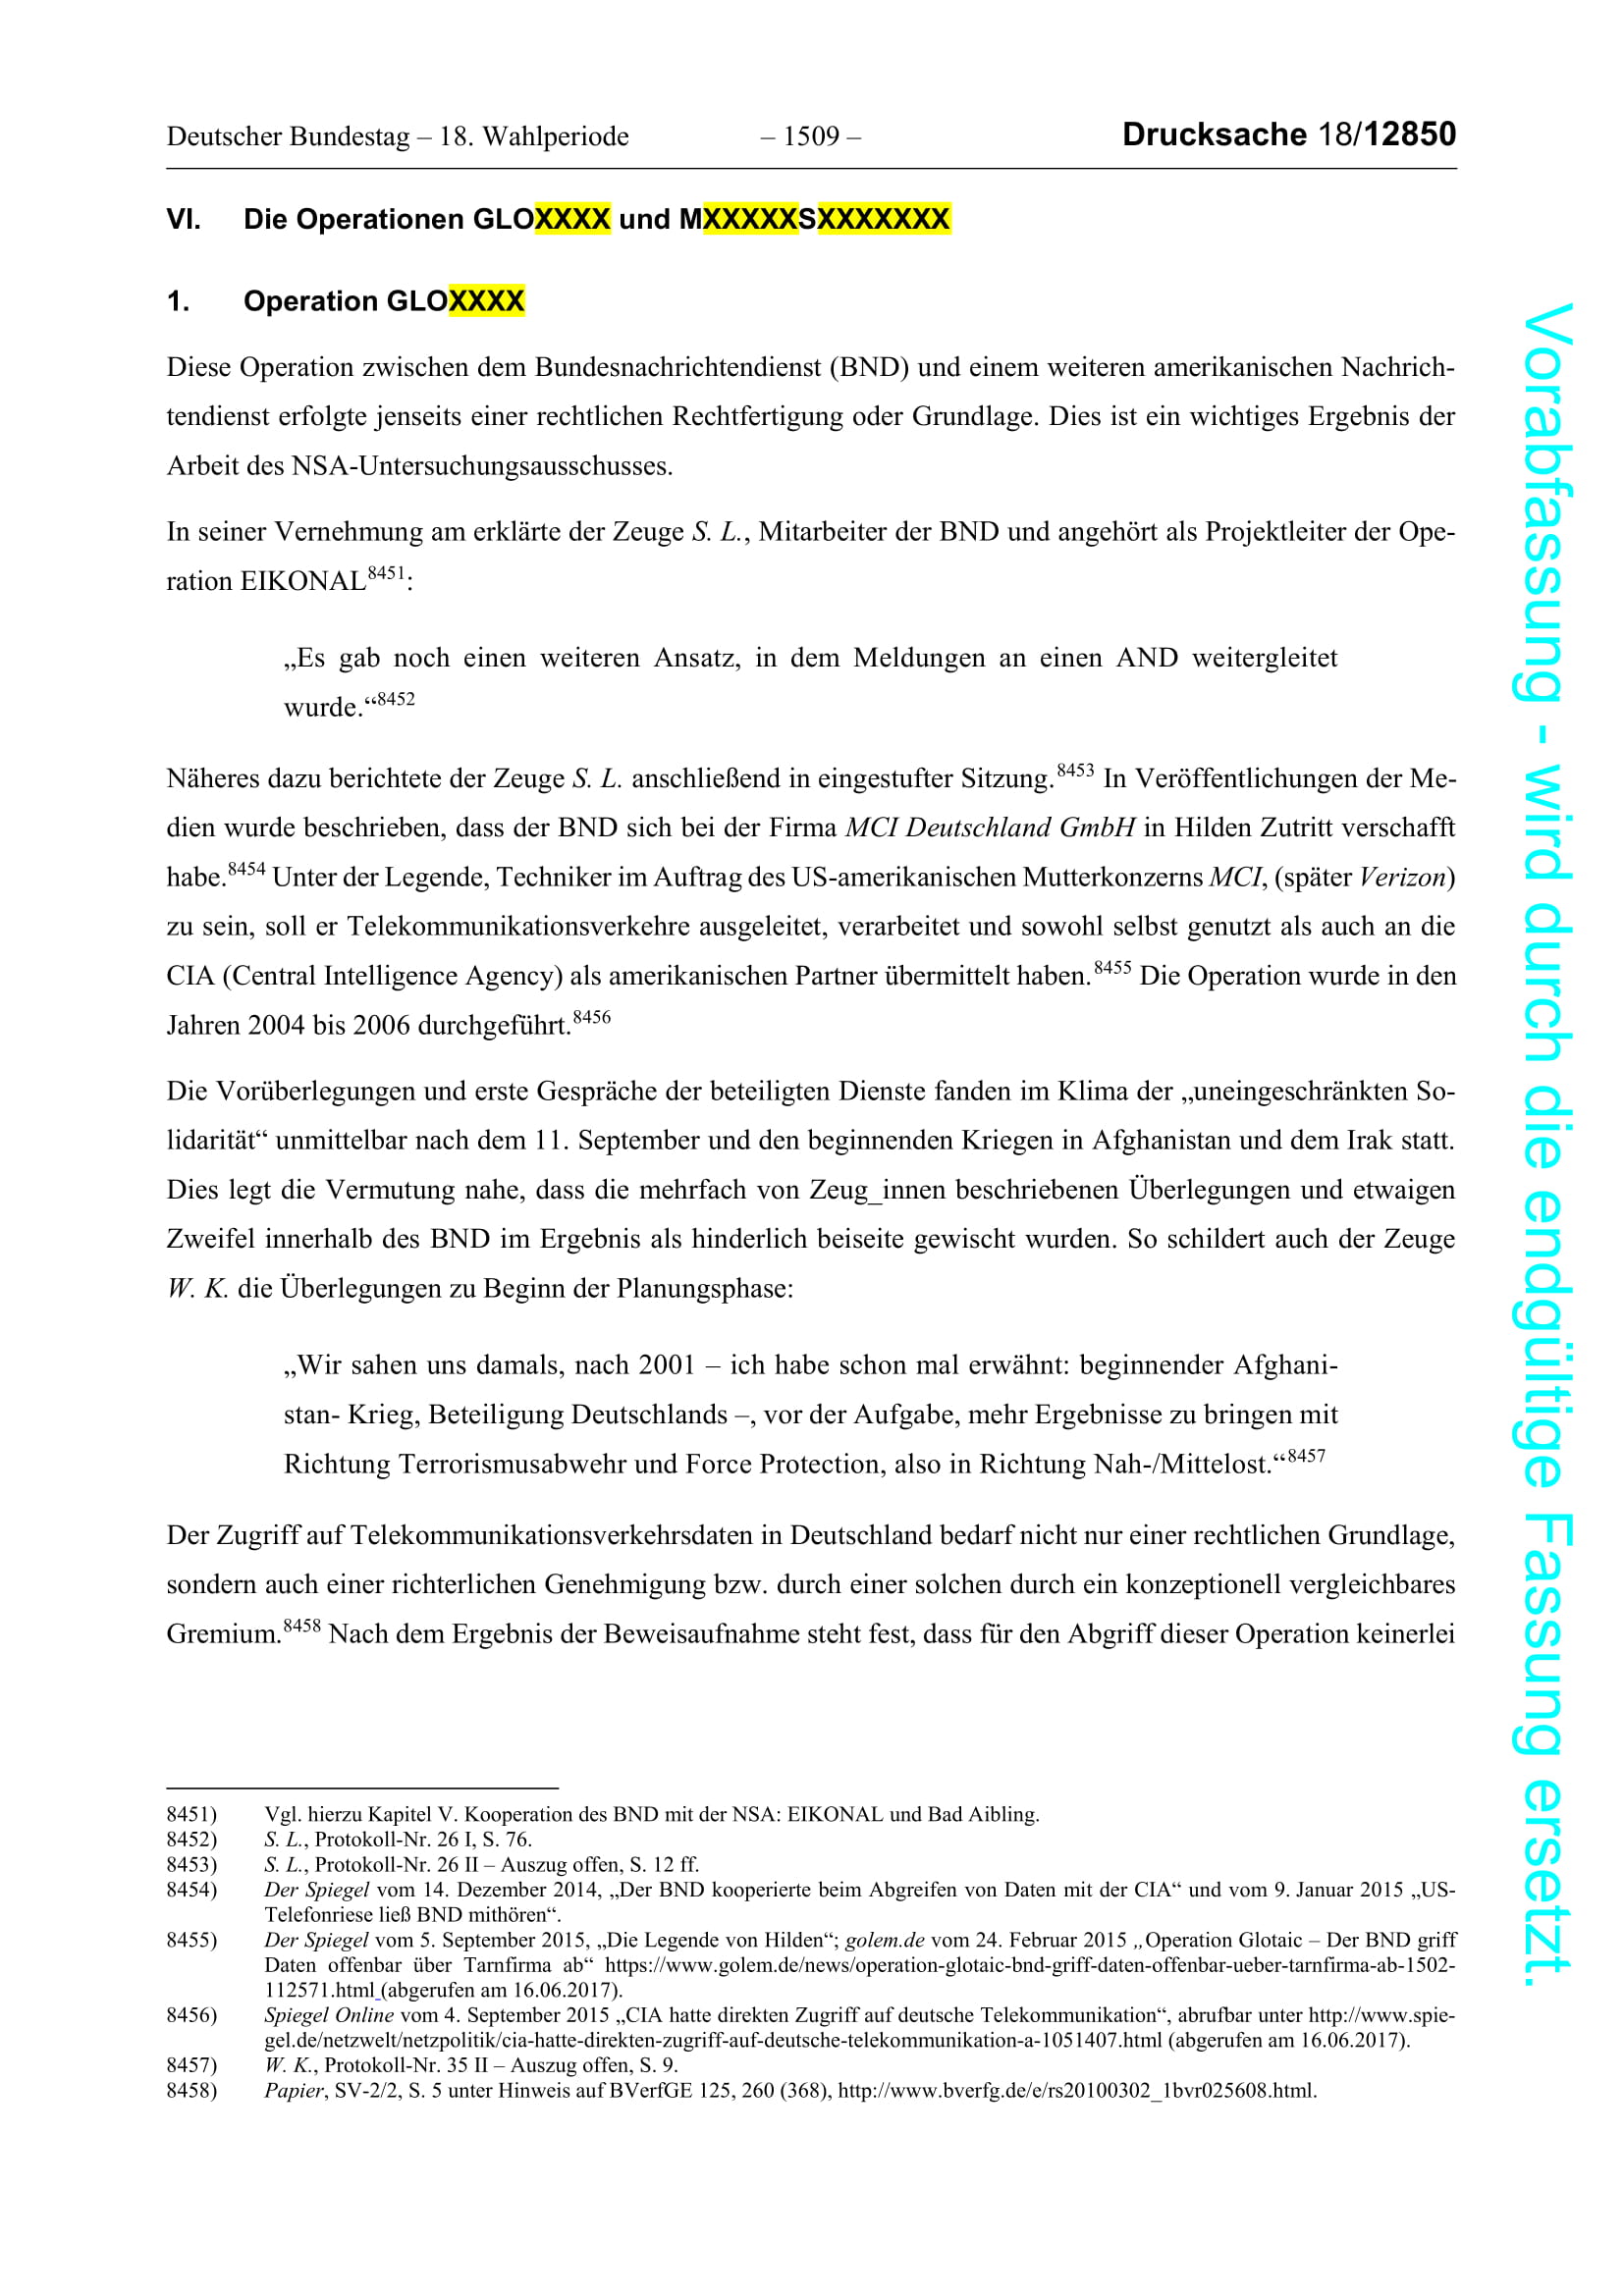 Deutscher Bundestag – 18. Wahlperiode – 1509 – Drucksache 18/12850
VI. Die Operationen GLOXXXX und MXXXXXSXXXXXXX
1. Operation GLOXXXX
Diese Operation zwischen dem Bundesnachrichtendienst (BND) und einem weiteren amerikanischen Nachrich-
tendienst erfolgte jenseits einer rechtlichen Rechtfertigung oder Grundlage. Dies ist ein wichtiges Ergebnis der
Arbeit des NSA-Untersuchungsausschusses.
In seiner Vernehmung am erklärte der Zeuge S. L., Mitarbeiter der BND und angehört als Projektleiter der Ope-
ration EIKONAL8451:
„Es gab noch einen weiteren Ansatz, in dem Meldungen an einen AND weitergleitet
wurde.“8452
Näheres dazu berichtete der Zeuge S. L. anschließend in eingestufter Sitzung.8453 In Veröffentlichungen der Me-
dien wurde beschrieben, dass der BND sich bei der Firma MCI Deutschland GmbH in Hilden Zutritt verschafft
habe.8454 Unter der Legende, Techniker im Auftrag des US-amerikanischen Mutterkonzerns MCI, (später Verizon)
zu sein, soll er Telekommunikationsverkehre ausgeleitet, verarbeitet und sowohl selbst genutzt als auch an die
CIA (Central Intelligence Agency) als amerikanischen Partner übermittelt haben.8455 Die Operation wurde in den
Jahren 2004 bis 2006 durchgeführt.8456
Die Vorüberlegungen und erste Gespräche der beteiligten Dienste fanden im Klima der „uneingeschränkten So-
lidarität“ unmittelbar nach dem 11. September und den beginnenden Kriegen in Afghanistan und dem Irak statt.
Dies legt die Vermutung nahe, dass die mehrfach von Zeug_innen beschriebenen Überlegungen und etwaigen
Zweifel innerhalb des BND im Ergebnis als hinderlich beiseite gewischt wurden. So schildert auch der Zeuge
W. K. die Überlegungen zu Beginn der Planungsphase:
„Wir sahen uns damals, nach 2001 – ich habe schon mal erwähnt: beginnender Afghani-
stan- Krieg, Beteiligung Deutschlands –, vor der Aufgabe, mehr Ergebnisse zu bringen mit
Richtung Terrorismusabwehr und Force Protection, also in Richtung Nah-/Mittelost.“8457
Der Zugriff auf Telekommunikationsverkehrsdaten in Deutschland bedarf nicht nur einer rechtlichen Grundlage,
sondern auch einer richterlichen Genehmigung bzw. durch einer solchen durch ein konzeptionell vergleichbares
Gremium.8458 Nach dem Ergebnis der Beweisaufnahme steht fest, dass für den Abgriff dieser Operation keinerlei
8451) Vgl. hierzu Kapitel V. Kooperation des BND mit der NSA: EIKONAL und Bad Aibling.
8452) S. L., Protokoll-Nr. 26 I, S. 76.
8453) S. L., Protokoll-Nr. 26 II – Auszug offen, S. 12 ff.
8454) Der Spiegel vom 14. Dezember 2014, „Der BND kooperierte beim Abgreifen von Daten mit der CIA“ und vom 9. Januar 2015 „US-
Telefonriese ließ BND mithören“.
8455) Der Spiegel vom 5. September 2015, „Die Legende von Hilden“; golem.de vom 24. Februar 2015 „Operation Glotaic – Der BND griff
Daten offenbar über Tarnfirma ab“ https://www.golem.de/news/operation-glotaic-bnd-griff-daten-offenbar-ueber-tarnfirma-ab-1502-
112571.html (abgerufen am 16.06.2017).
8456) Spiegel Online vom 4. September 2015 „CIA hatte direkten Zugriff auf deutsche Telekommunikation“, abrufbar unter http://www.spie-
gel.de/netzwelt/netzpolitik/cia-hatte-direkten-zugriff-auf-deutsche-telekommunikation-a-1051407.html (abgerufen am 16.06.2017).
8457) W. K., Protokoll-Nr. 35 II – Auszug offen, S. 9.
8458) Papier, SV-2/2, S. 5 unter Hinweis auf BVerfGE 125, 260 (368), http://www.bverfg.de/e/rs20100302_1bvr025608.html.
Vorabfassung - wird durch die endgültige Fassung ersetzt.